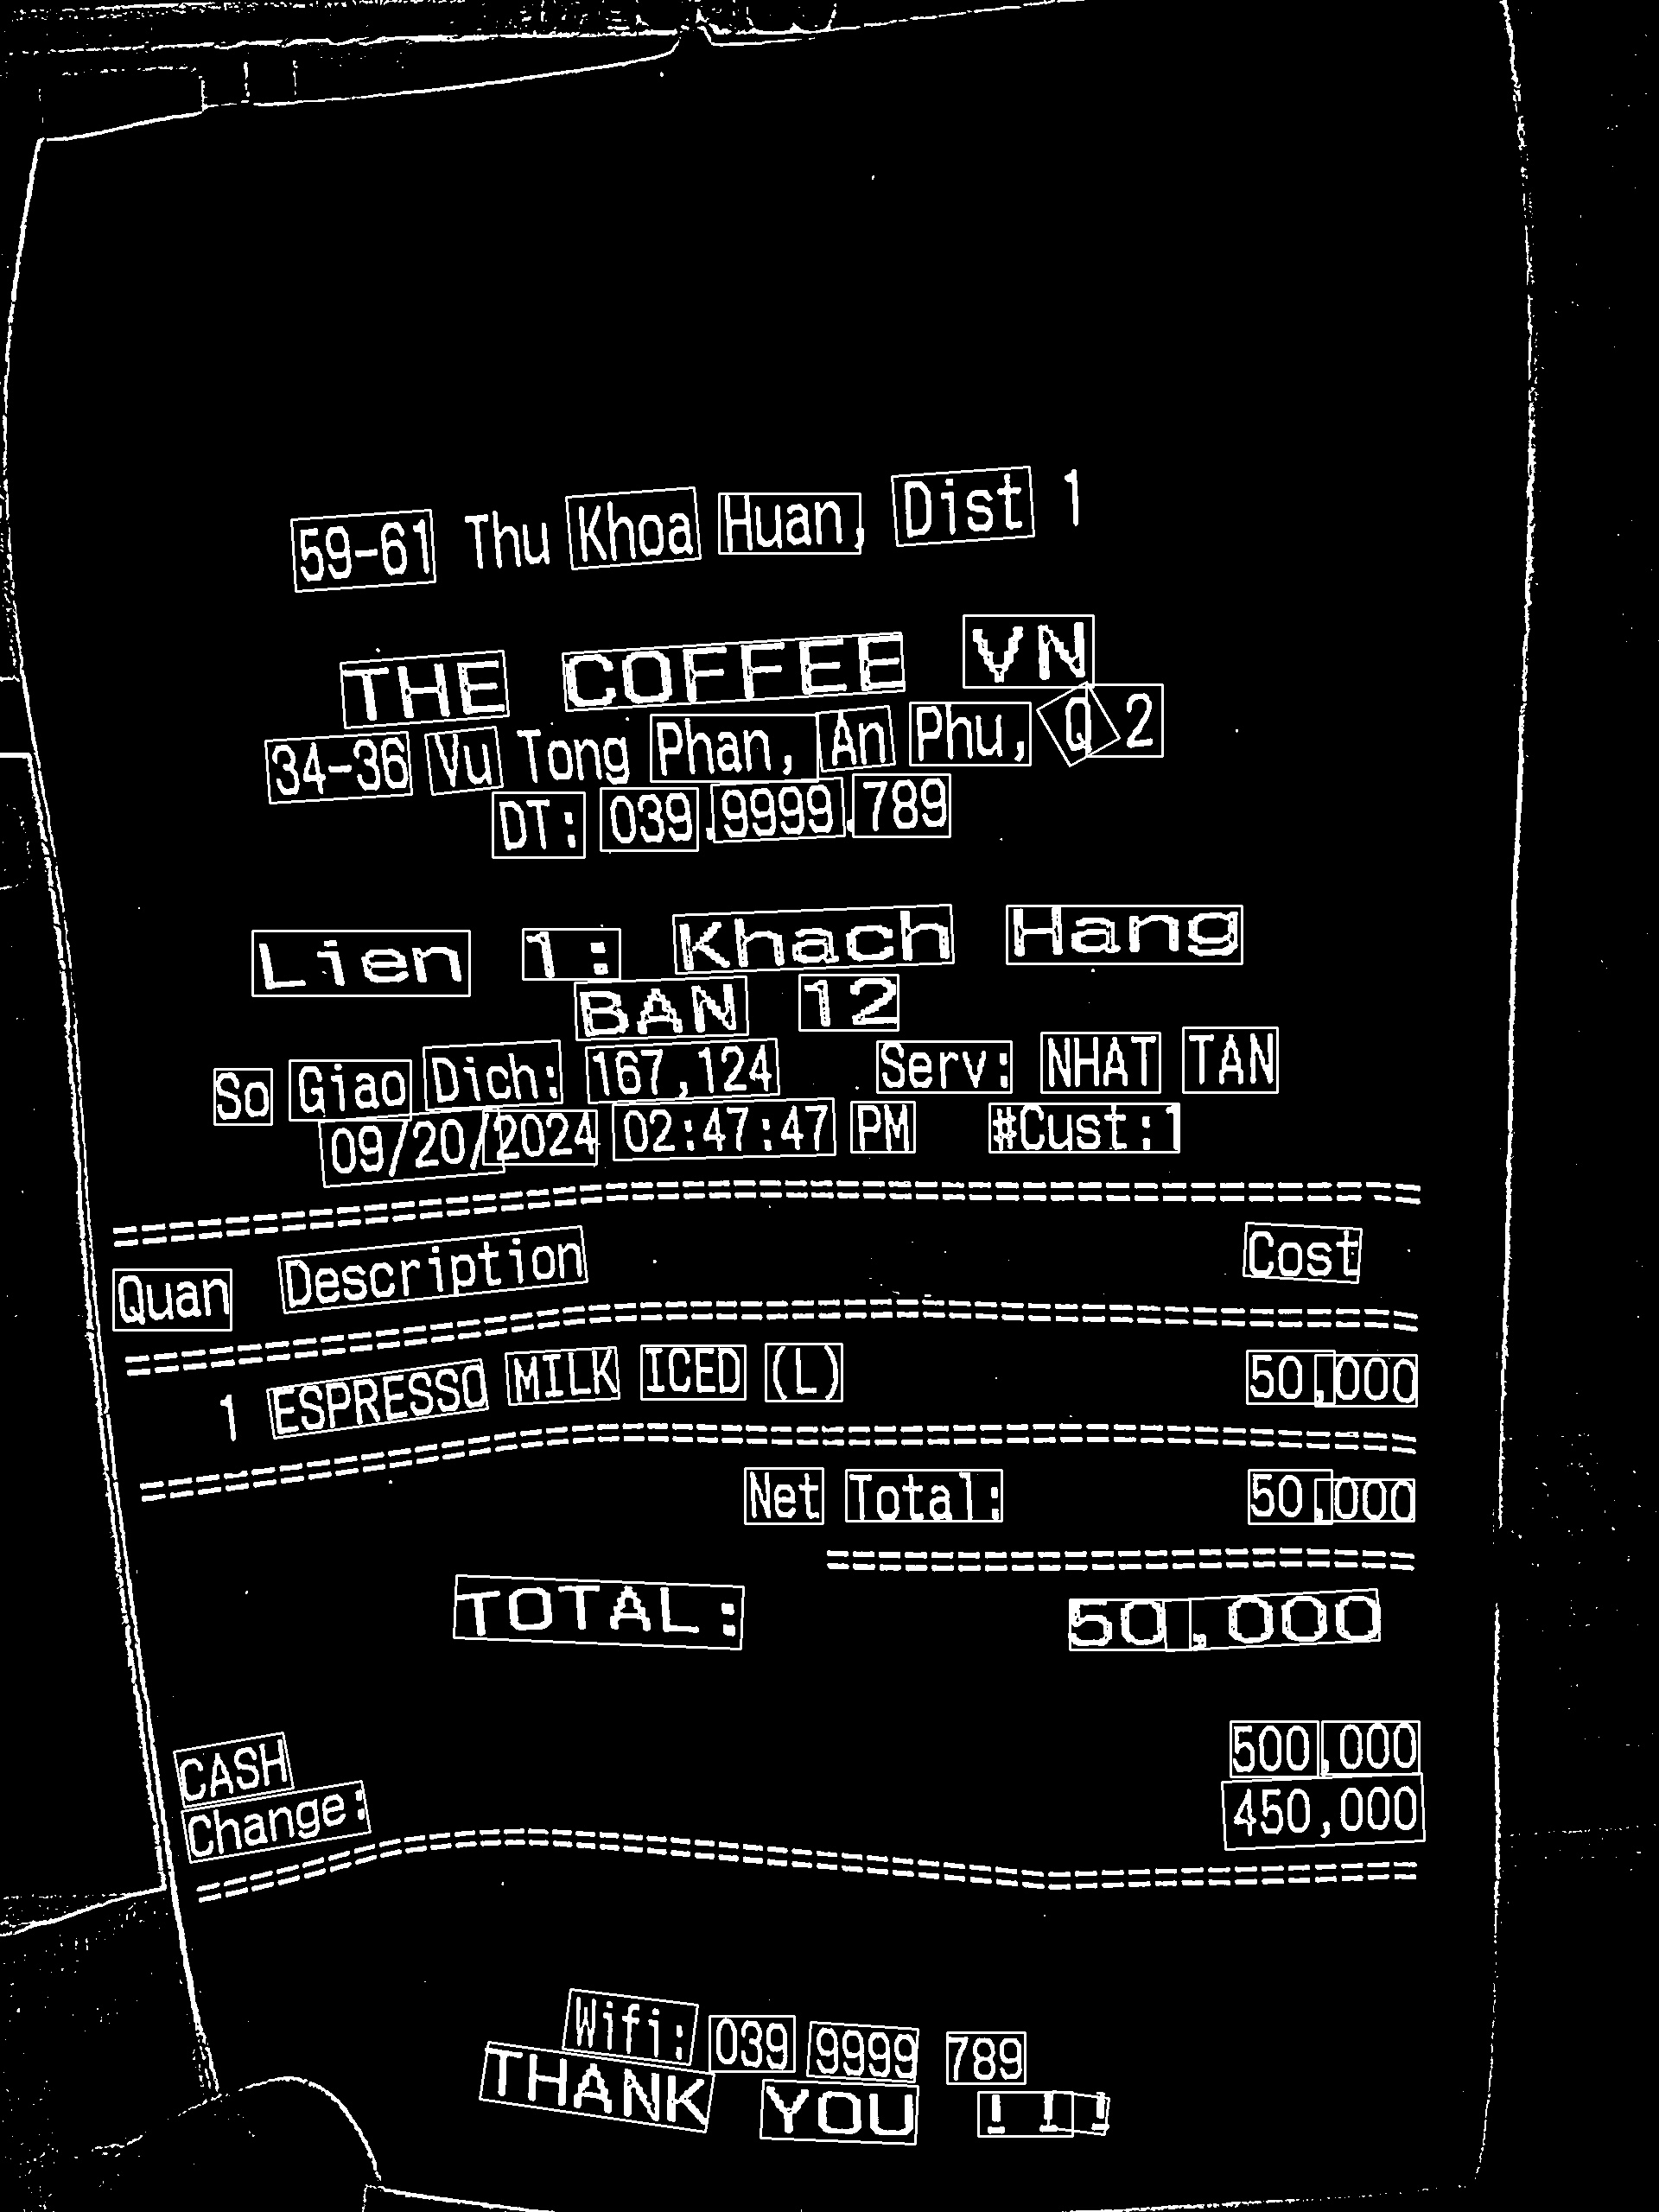 59-61 Thu Khoa Huan, Dist 1
THE COFFEE VN
34-36 Vu Tong Phan, An Phu, Q 2
DT: 039.9999.789
Lien 1: Khach Hang
BAN 12
So Giao Dich: 167,124 Serv: NHAT TAN
09/20/2024 02:47:47 PM #Cust:1
Quan Description Cost
1 ESPRESSO MILK ICED (L) 50,000
Net Total: 50,000
TOTAL: 50,000
CASH 500,000
Change: 450,000
Wifi: 039 9999 789
THANK YOU !!!